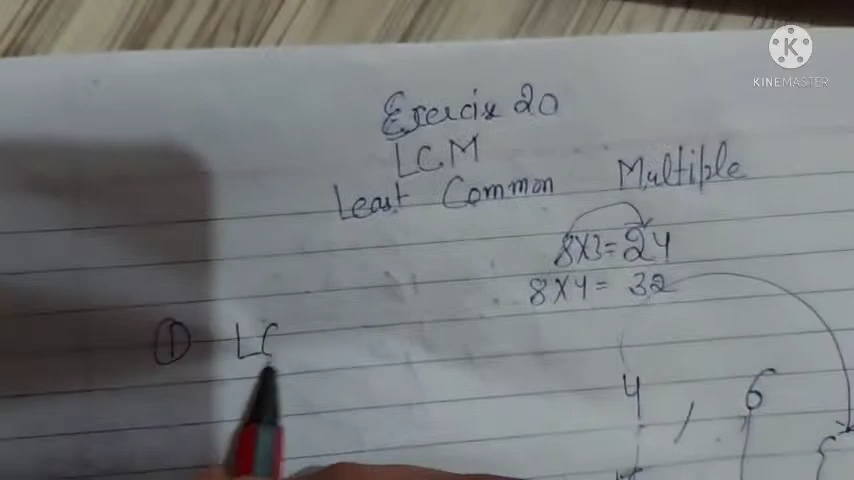 K
KINEMASTER
Exercise 20
LCM
Least Common Multiple
8X3=24
8X4=32
① LC
4, 6